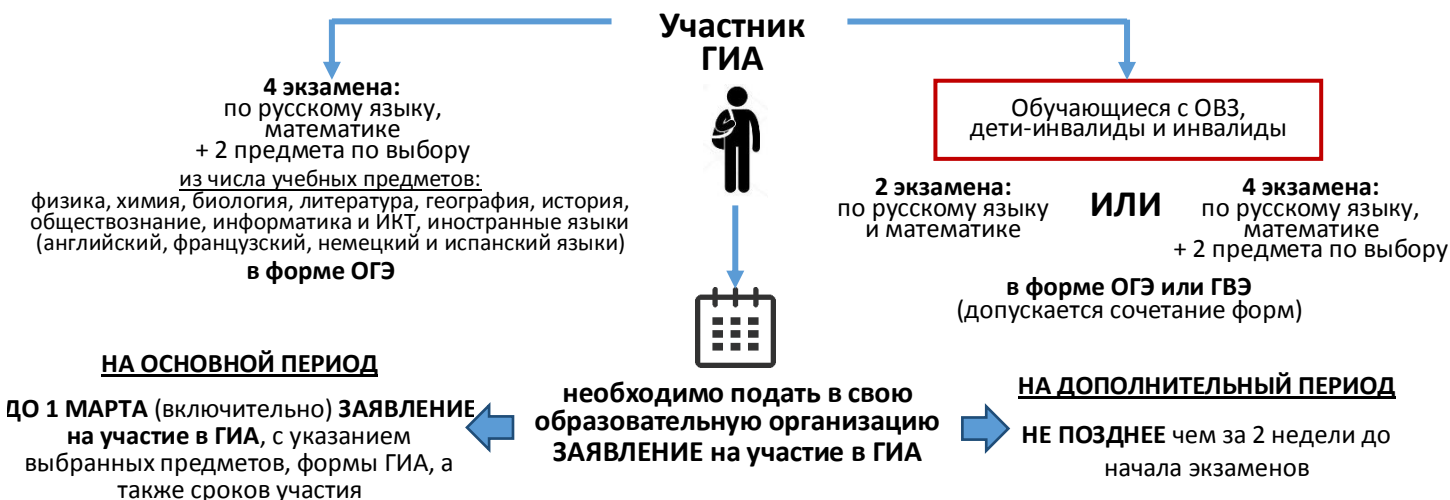 Участник
ГИА
4 экзамена:
по русскому языку,
математике
+ 2 предмета по выбору
из числа учебных предметов:
физика, химия, биология, литература, география, история,
обществознание, информатика и ИКТ, иностранные языки
(английский, французский, немецкий и испанский языки)
в форме ОГЭ
Обучающиеся с ОВЗ,
дети-инвалиды и инвалиды
2 экзамена:
по русскому языку
и математике
ИЛИ
4 экзамена:
по русскому языку,
математике
+ 2 предмета по выбору
в форме ОГЭ или ГВЭ
(допускается сочетание форм)
необходимо подать в свою
образовательную организацию
ЗАЯВЛЕНИЕ на участие в ГИА
НА ОСНОВНОЙ ПЕРИОД
ДО 1 МАРТА (включительно) ЗАЯВЛЕНИЕ
на участие в ГИА, с указанием
выбранных предметов, формы ГИА, а
также сроков участия
НА ДОПОЛНИТЕЛЬНЫЙ ПЕРИОД
НЕ ПОЗДНЕЕ чем за 2 недели до
начала экзаменов